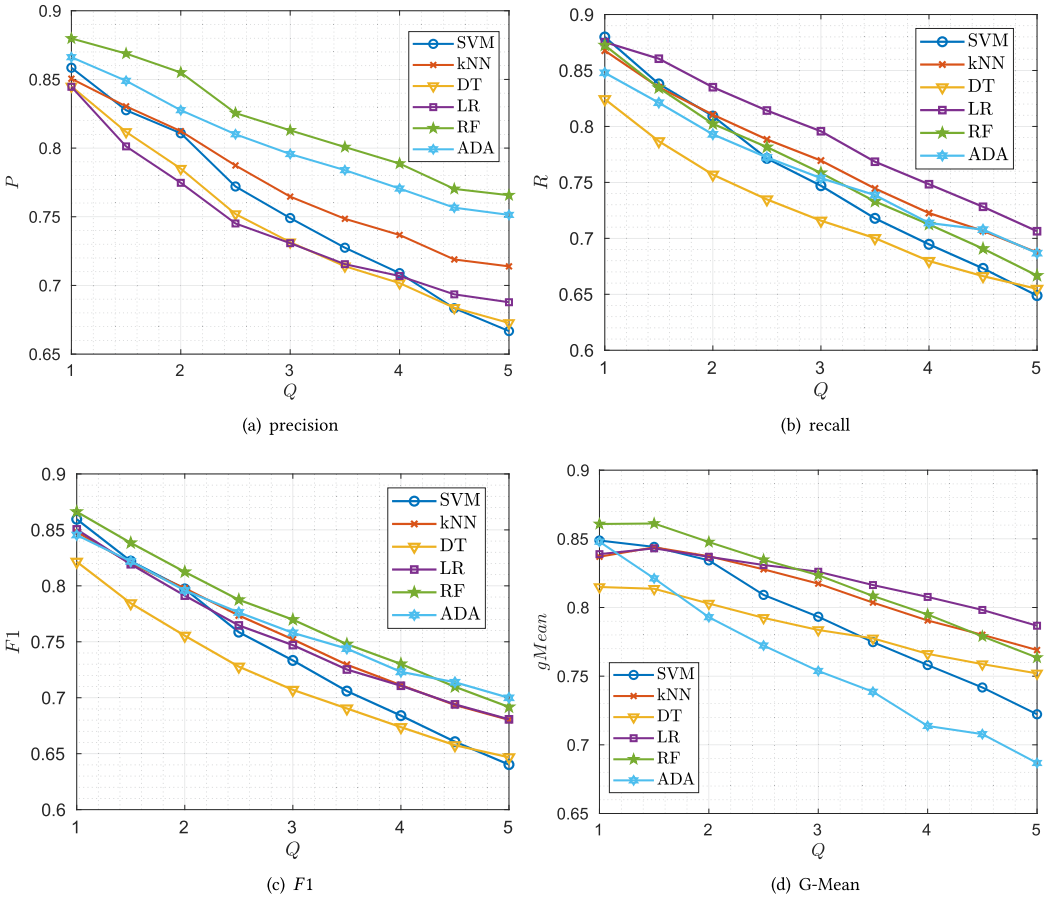 0.9
0.85
0.8
0.75
0.7
0.65
P
1 2 3 4 5
Q
SVM
kNN
DT
LR
RF
ADA
(a) precision
0.9
0.85
0.8
0.75
0.7
0.65
0.6
R
1 2 3 4 5
Q
SVM
kNN
DT
LR
RF
ADA
(b) recall
0.9
0.85
0.8
0.75
0.7
0.65
0.6
F1
1 2 3 4 5
Q
SVM
kNN
DT
LR
RF
ADA
(c) F1
0.9
0.85
0.8
0.75
0.7
0.65
gMean
1 2 3 4 5
Q
SVM
kNN
DT
LR
RF
ADA
(d) G-Mean